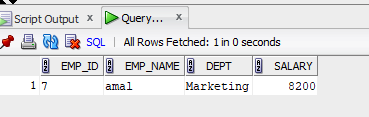 Script Output Query...
SQL All Rows Fetched: 1 in 0 seconds
EMP_ID EMP_NAME DEPT SALARY
1 7 amal Marketing 8200